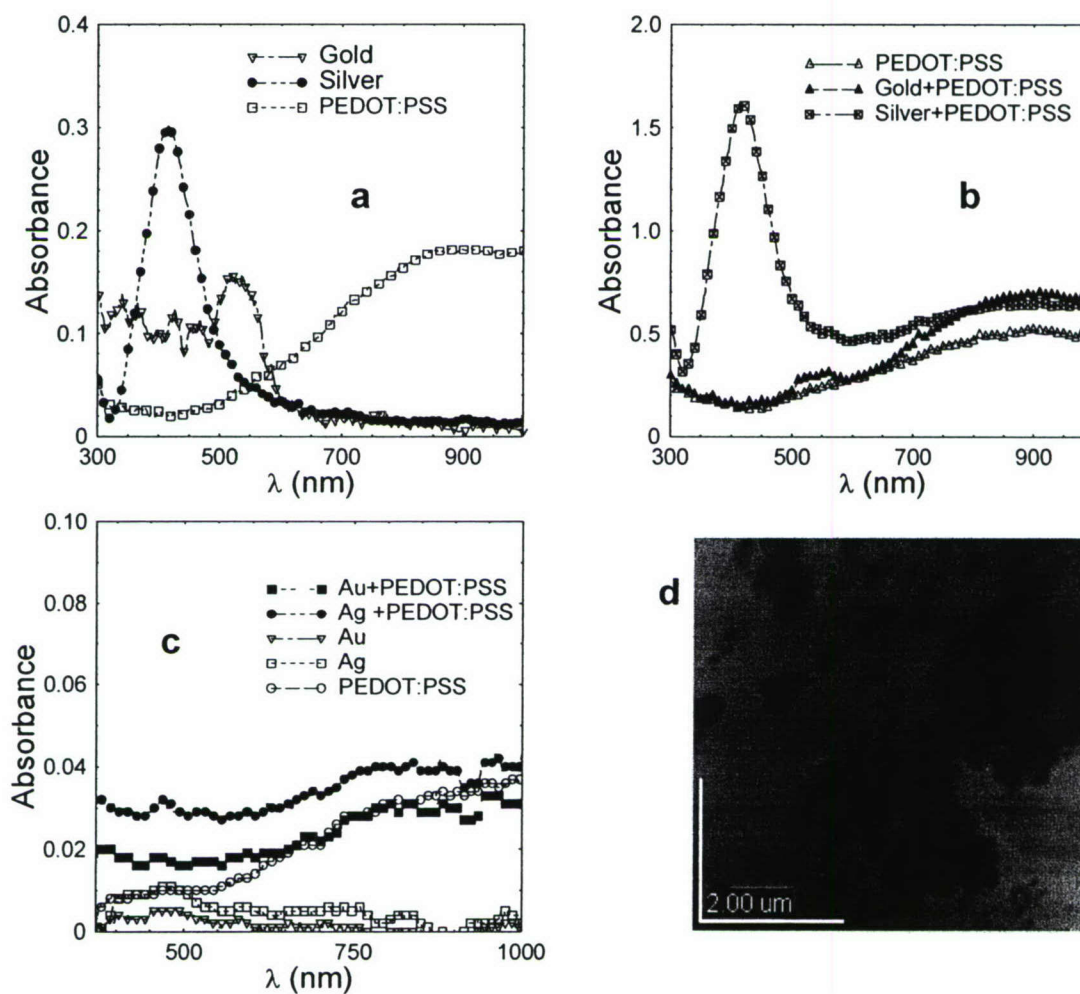 0.4
0.3
0.2
0.1
0
Absorbance
Gold
Silver
PEDOT:PSS
a
300 500 700 900
λ (nm)
2.0
1.5
1.0
0.5
0
Absorbance
PEDOT:PSS
Gold+PEDOT:PSS
Silver+PEDOT:PSS
b
300 500 700 900
λ (nm)
0.10
0.08
0.06
0.04
0.02
0
Absorbance
Au+PEDOT:PSS
Ag +PEDOT:PSS
Au
Ag
PEDOT:PSS
c
500 750 1000
λ (nm)
d
2.00 um